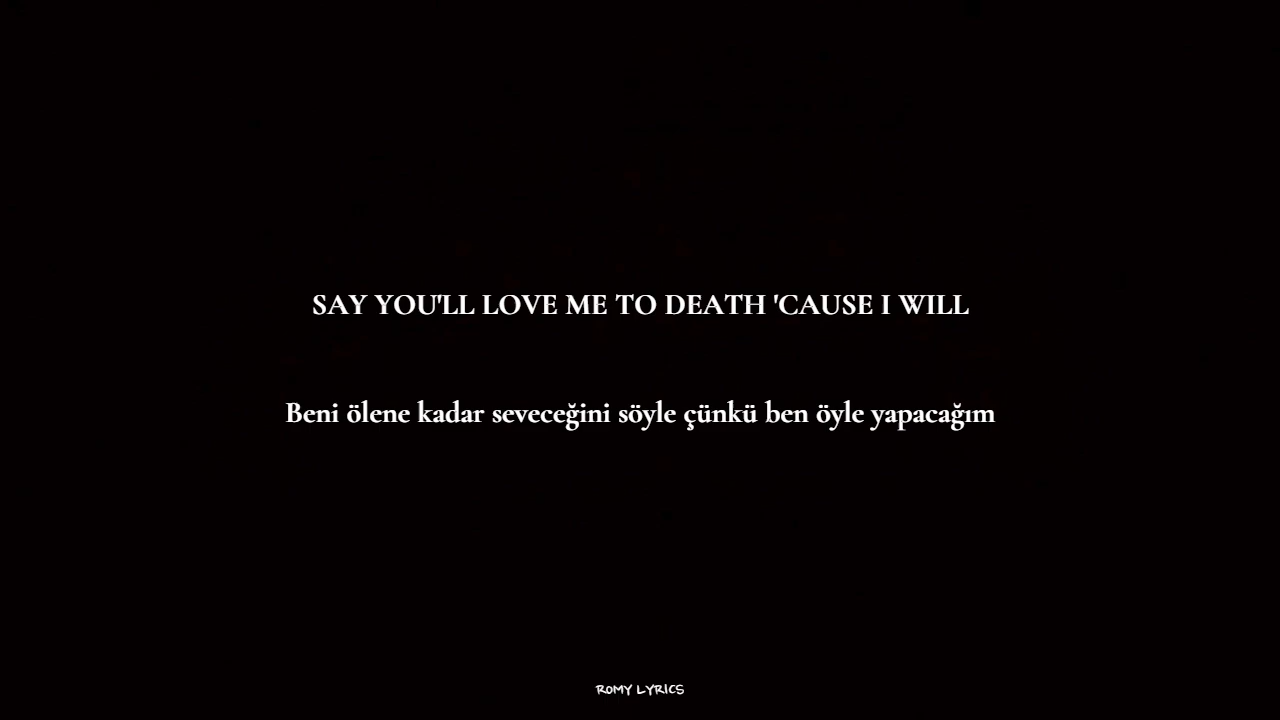 SAY YOU'LL LOVE ME TO DEATH 'CAUSE I WILL
Beni ölene kadar seveceğini söyle çünkü ben öyle yapacağım
ROMY LYRICS